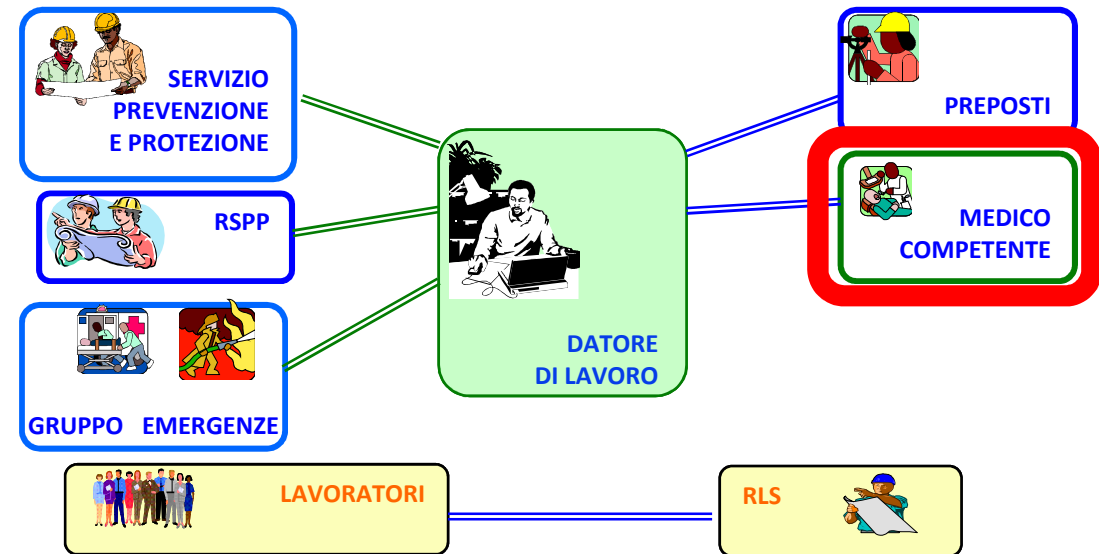 SERVIZIO
PREVENZIONE
E PROTEZIONE
RSPP
GRUPPO EMERGENZE
DATORE
DI LAVORO
PREPOSTI
MEDICO
COMPETENTE
LAVORATORI
RLS